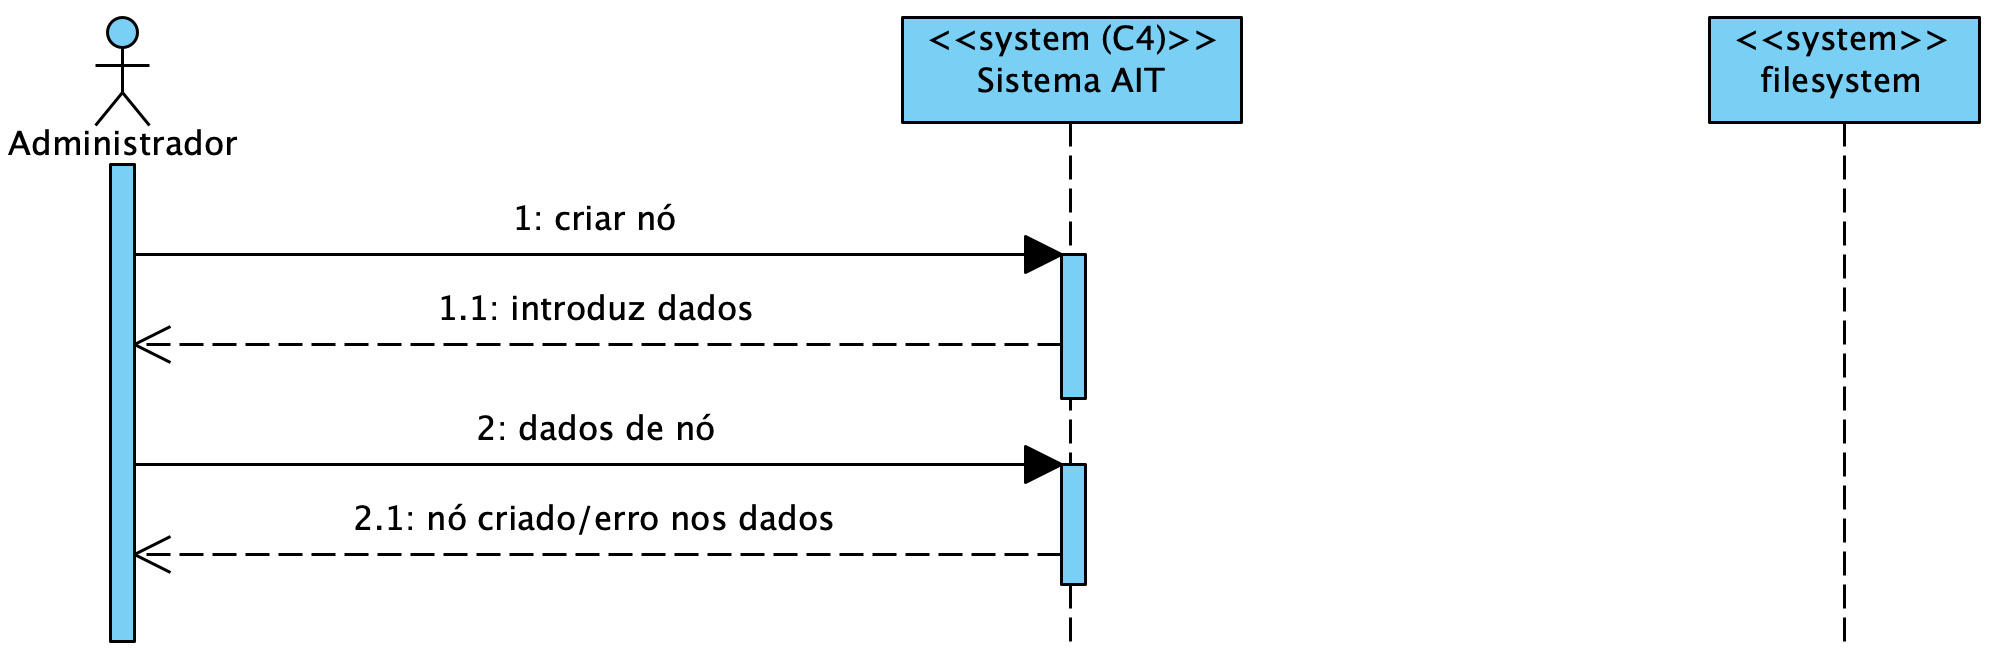 <<system (C4)>>
Sistema AIT
<<system>>
filesystem
Administrador
1: criar nó
1.1: introduz dados
2: dados de nó
2.1: nó criado/erro nos dados